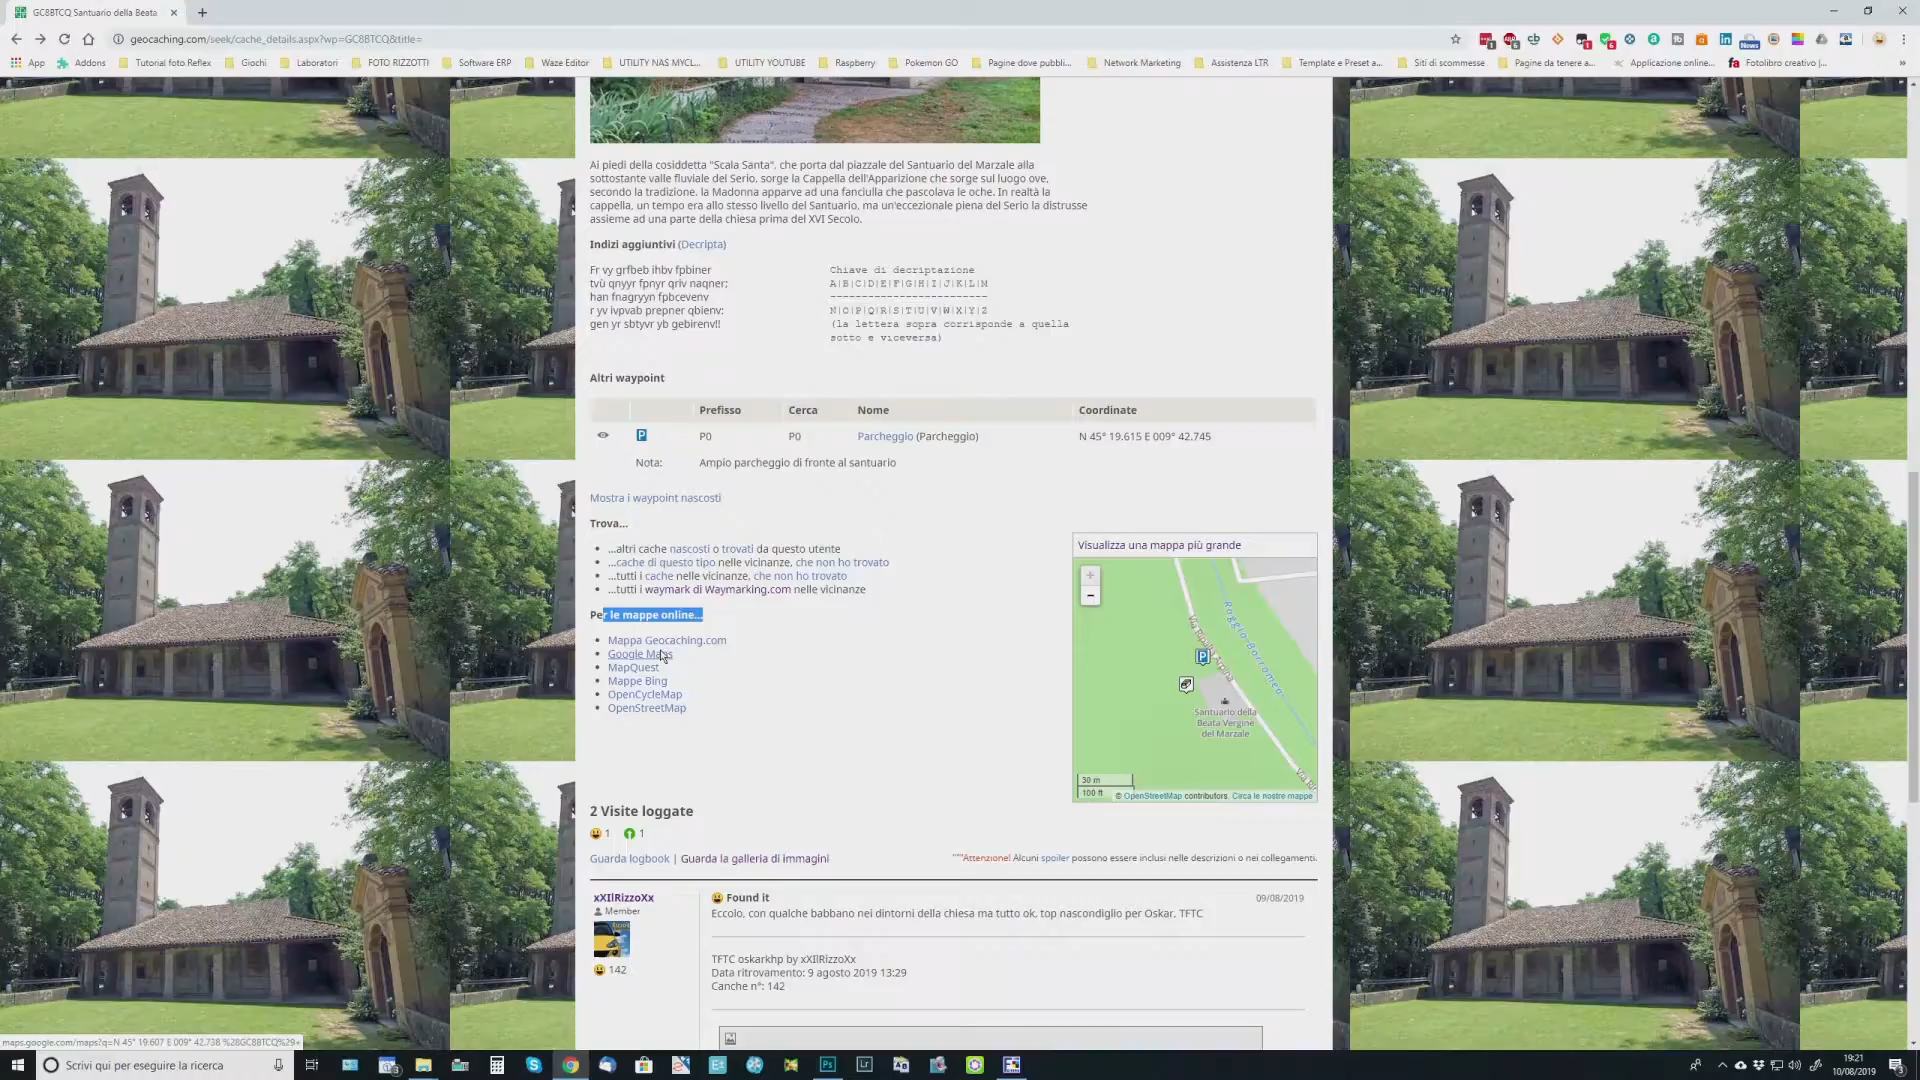 GC8BTCQ Santuario della Beata
geocaching.com/seek/cache_details.aspx?wp=GC8BTCQ&title=
App
Addons
Tutorial foto Reflex
Giochi
Laboratori
FOTO RIZZOTTI
Software ERP
Waze Editor
UTILITY NAS MYCL...
UTILITY YOUTUBE
Raspberry
Pokemon GO
Pagine dove pubbli...
Network Marketing
Assistenza LTR
Template e Preset a...
Siti di scommesse
Pagine da tenere a...
Applicazione online...
Fotolibro creativo |...
Ai piedi della cosiddetta "Scala Santa", che porta dal piazzale del Santuario del Marzale alla
sottostante valle fluviale del Serio, sorge la Cappella dell'Apparizione che sorge sul luogo ove,
secondo la tradizione, la Madonna apparve ad una fanciulla che pascolava le oche. In realtà la
cappella, un tempo era allo stesso livello del Santuario, ma un'eccezionale piena del Serio la distrusse
assieme ad una parte della chiesa prima del XVI Secolo.
Indizi aggiuntivi (Decripta)
Fr vy grfbeb ihbv fpbiner
tvù qnyyr fpnyr qriv naqner;
han fnagryyn fpbcevenv
r yv ivpvab prepner qbienv:
gen yr sbtyvr yb gebirenv!!
Chiave di decriptazione
A|B|C|D|E|F|G|H|I|J|K|L|M
-------------------------
N|O|P|Q|R|S|T|U|V|W|X|Y|Z
(la lettera sopra corrisponde a quella
sotto e viceversa)
Altri waypoint
Prefisso Cerca Nome Coordinate
P P0 P0 Parcheggio (Parcheggio) N 45° 19.615 E 009° 42.745
Nota: Ampio parcheggio di fronte al santuario
Mostra i waypoint nascosti
Trova...
...altri cache nascosti o trovati da questo utente
...cache di questo tipo nelle vicinanze, che non ho trovato
...tutti i cache nelle vicinanze, che non ho trovato
...tutti i waymark di Waymarking.com nelle vicinanze
Per le mappe online...
Mappa Geocaching.com
Google Maps
MapQuest
Mappe Bing
OpenCycleMap
OpenStreetMap
Visualizza una mappa più grande
+
−
P
Santuario della
Beata Vergine
del Marzale
30 m
100 ft
© OpenStreetMap contributors. Circa le nostre mappe
2 Visite loggate
1 1
Guarda logbook | Guarda la galleria di immagini
Attenzione! Alcuni spoiler possono essere inclusi nelle descrizioni o nei collegamenti.
xXIlRizzoXx
Member
142
Found it
09/08/2019
Eccolo, con qualche babbano nei dintorni della chiesa ma tutto ok, top nascondiglio per Oskar. TFTC
TFTC oskarkhp by xXIlRizzoXx
Data ritrovamento: 9 agosto 2019 13:29
Canche n°: 142
maps.google.com/maps?q=N 45° 19.607 E 009° 42.738 %28GC8BTCQ%29+
Scrivi qui per eseguire la ricerca
19:21
10/08/2019